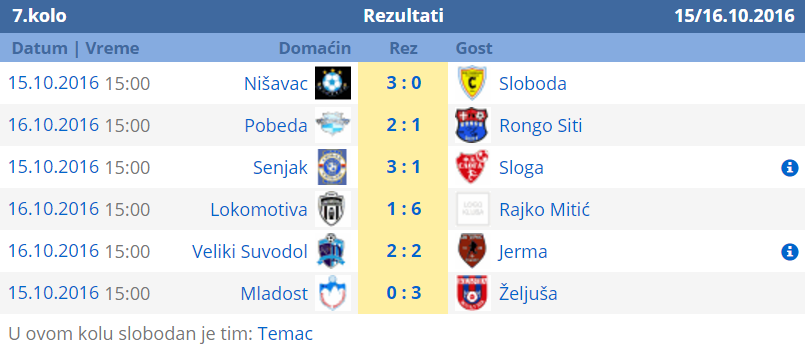 7.kolo Rezultati 15/16.10.2016
Datum | Vreme Domaćin Rez Gost
15.10.2016 15:00 Nišavac 3 : 0 Sloboda
16.10.2016 15:00 Pobeda 2 : 1 Rongo Siti
15.10.2016 15:00 Senjak 3 : 1 Sloga
16.10.2016 15:00 Lokomotiva 1 : 6 LOGO KLUBA Rajko Mitić
16.10.2016 15:00 Veliki Suvodol 2 : 2 Jerma
15.10.2016 15:00 Mladost 0 : 3 Željuša
U ovom kolu slobodan je tim: Temac